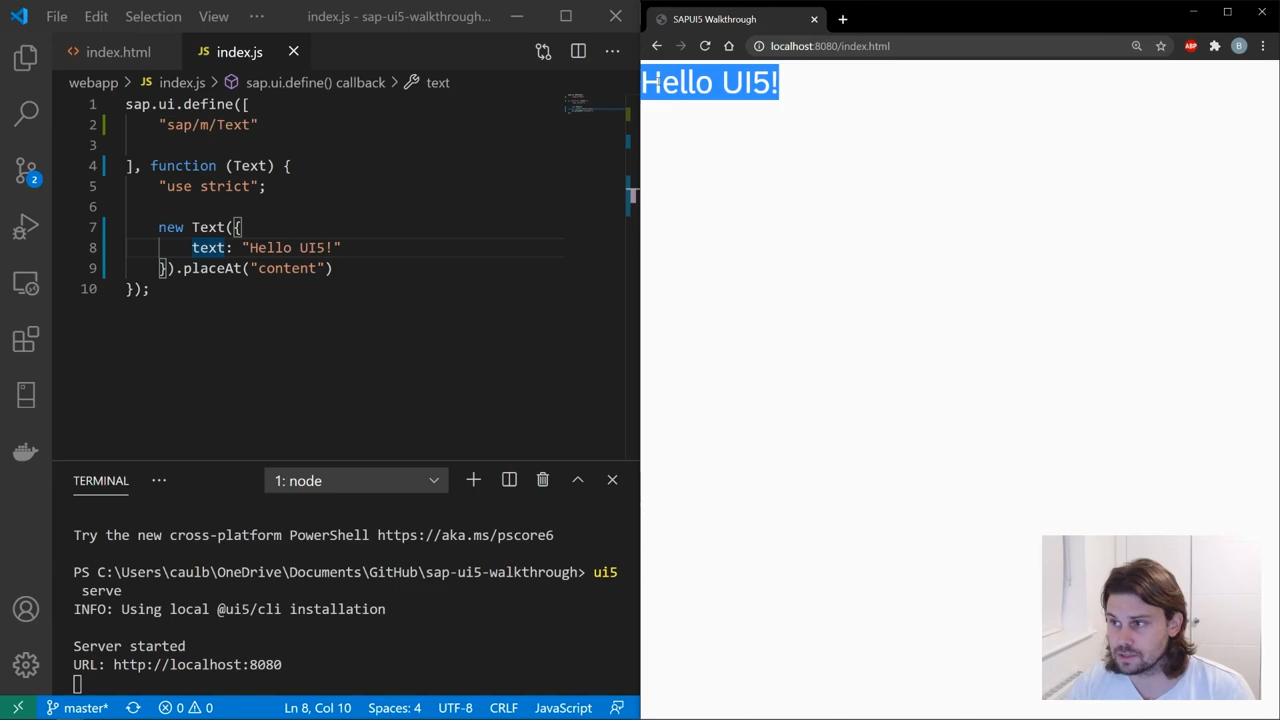 File Edit Selection View ··· index.js - sap-ui5-walkthrough...
index.html index.js
webapp > JS index.js > sap.ui.define() callback > text
1 sap.ui.define([
2 "sap/m/Text"
3
4 ], function (Text) {
5 "use strict";
6
7 new Text({
8 text: "Hello UI5!"
9 }).placeAt("content")
10 });
2
TERMINAL ··· 1: node
Try the new cross-platform PowerShell https://aka.ms/pscore6
PS C:\Users\caulb\OneDrive\Documents\GitHub\sap-ui5-walkthrough> ui5
serve
INFO: Using local @ui5/cli installation
Server started
URL: http://localhost:8080
master* 0 0 Ln 8, Col 10 Spaces: 4 UTF-8 CRLF JavaScript
SAPUI5 Walkthrough
localhost:8080/index.html ABP B
Hello UI5!